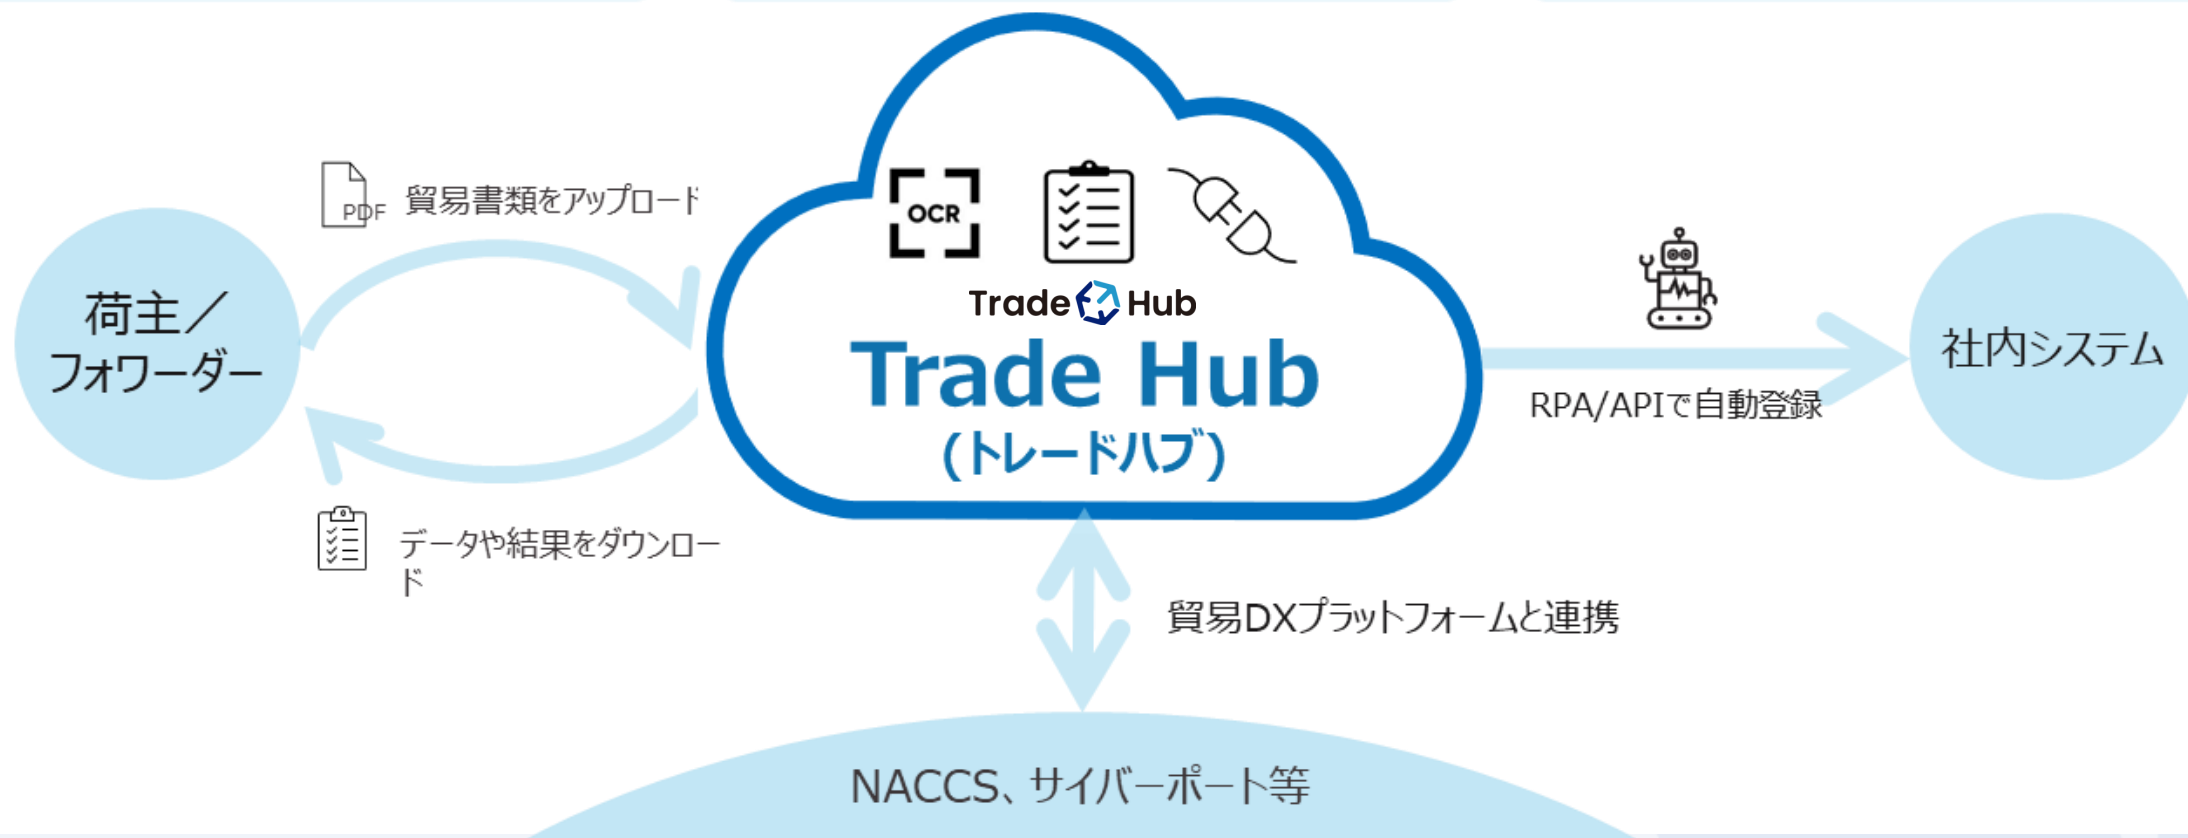 PDF
貿易書類をアップロード
荷主／
フォワーダー
データや結果をダウンロー
ド
OCR
Trade Hub
Trade Hub
(トレードハブ)
RPA/APIで自動登録
社内システム
貿易DXプラットフォームと連携
NACCS、サイバーポート等